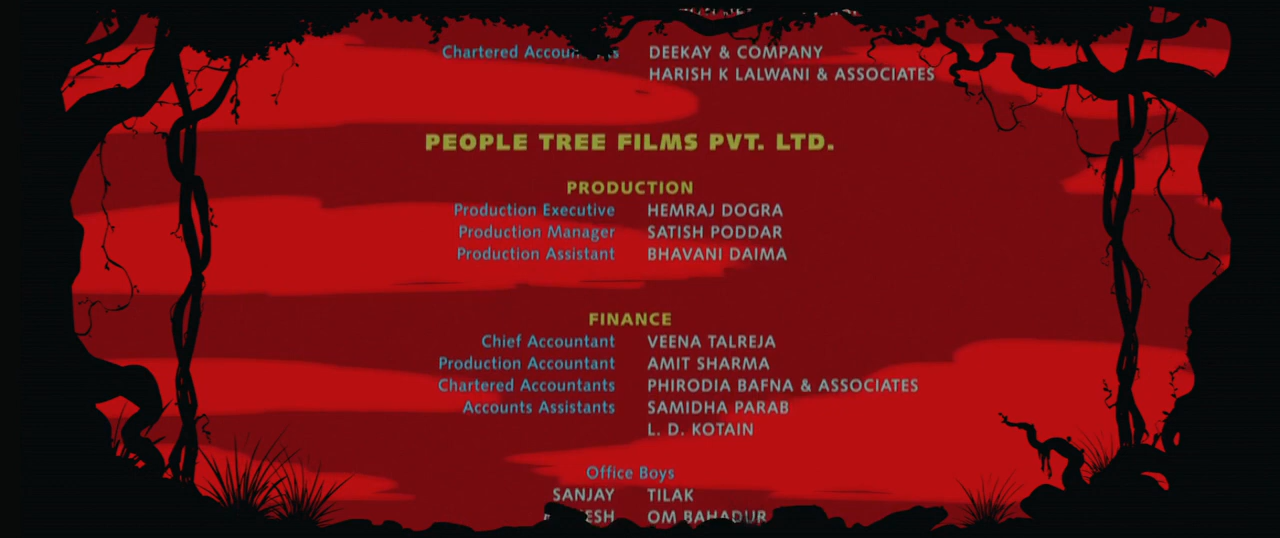 Chartered DEEKAY & COMPANY
HARISH K LALWANI & ASSOCIATES
PEOPLE TREE FILMS PVT. LTD.
PRODUCTION
Production Executive HEMRAJ DOGRA
Production Manager SATISH PODDAR
Production Assistant BHAVANI DAIMA
FINANCE
Chief Accountant VEENA TALREJA
Production Accountant AMIT SHARMA
Chartered Accountants PHIRODIA BAFNA & ASSOCIATES
Accounts Assistants SAMIDHA PARAB
L. D. KOTAIN
Office Boys
SANJAY TILAK
OM BAHADUR